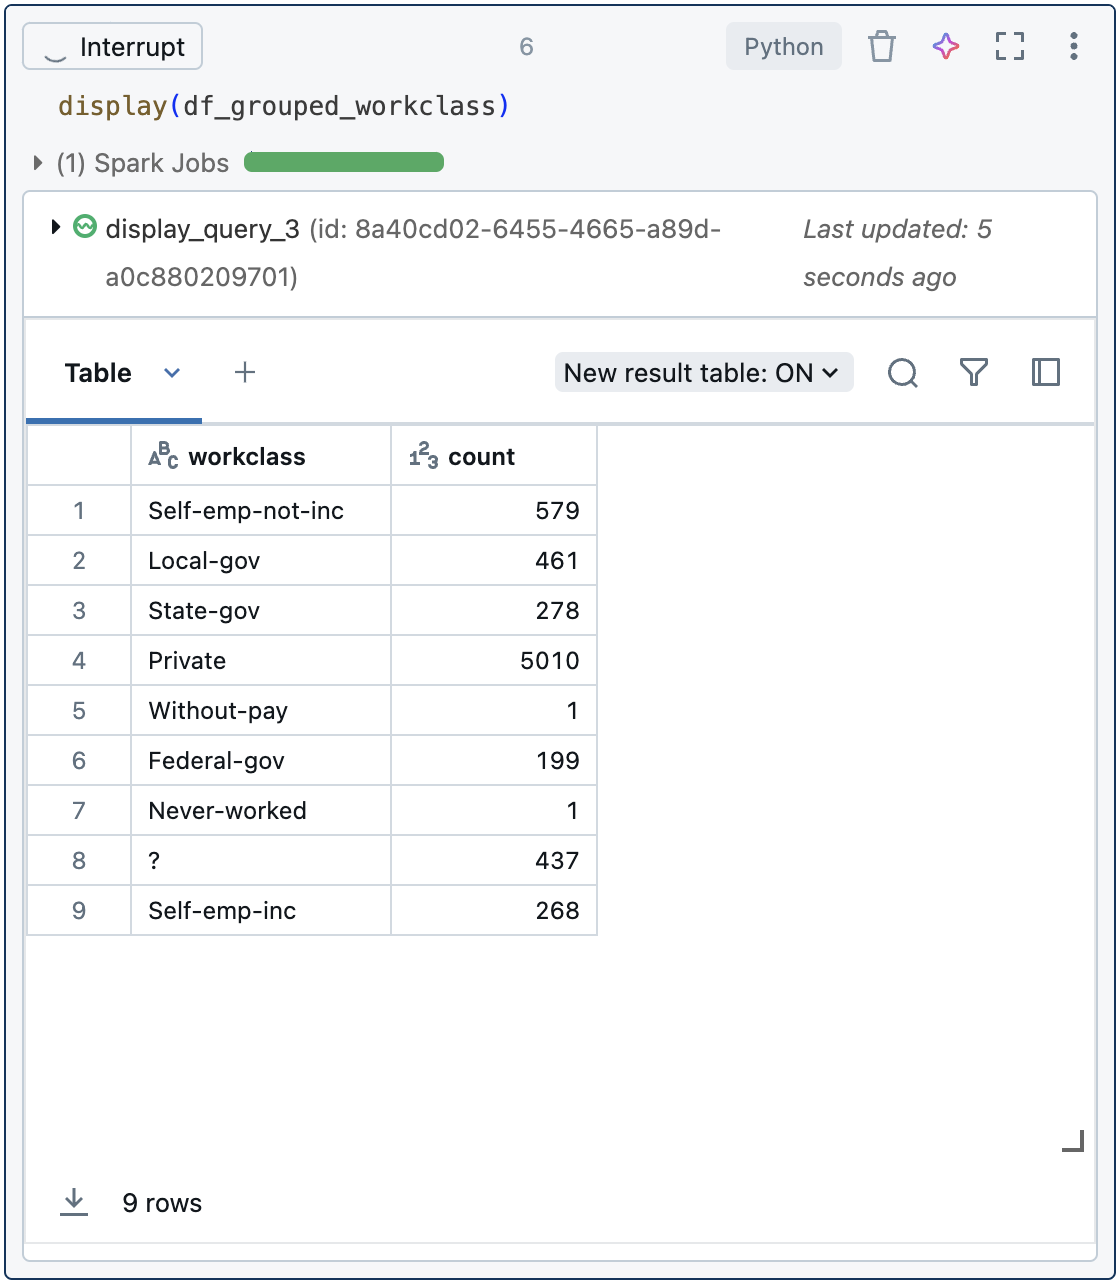 Interrupt 6 Python
display(df_grouped_workclass)
(1) Spark Jobs
display_query_3 (id: 8a40cd02-6455-4665-a89d-
a0c880209701)
Last updated: 5
seconds ago
Table + New result table: ON
ABC workclass 123 count
1 Self-emp-not-inc 579
2 Local-gov 461
3 State-gov 278
4 Private 5010
5 Without-pay 1
6 Federal-gov 199
7 Never-worked 1
8 ? 437
9 Self-emp-inc 268
9 rows